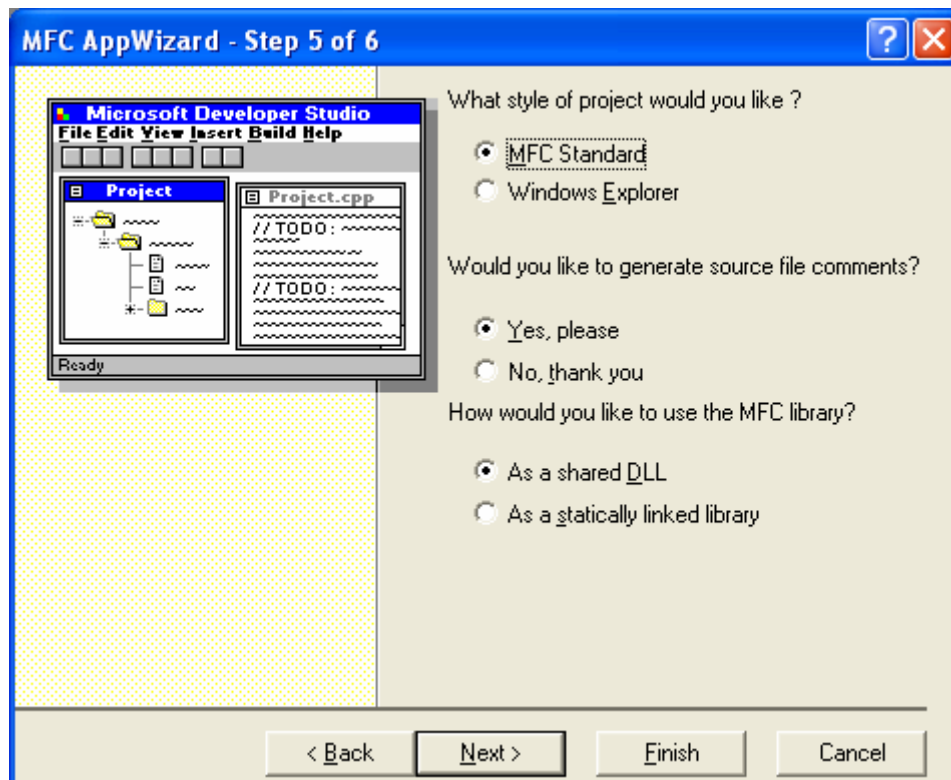 MFC AppWizard - Step 5 of 6
Microsoft Developer Studio
File Edit View Insert Build Help
Project
Project.cpp
// TODO:
// TODO:
Ready
What style of project would you like ?
MFC Standard
Windows Explorer
Would you like to generate source file comments?
Yes, please
No, thank you
How would you like to use the MFC library?
As a shared DLL
As a statically linked library
< Back
Next >
Finish
Cancel